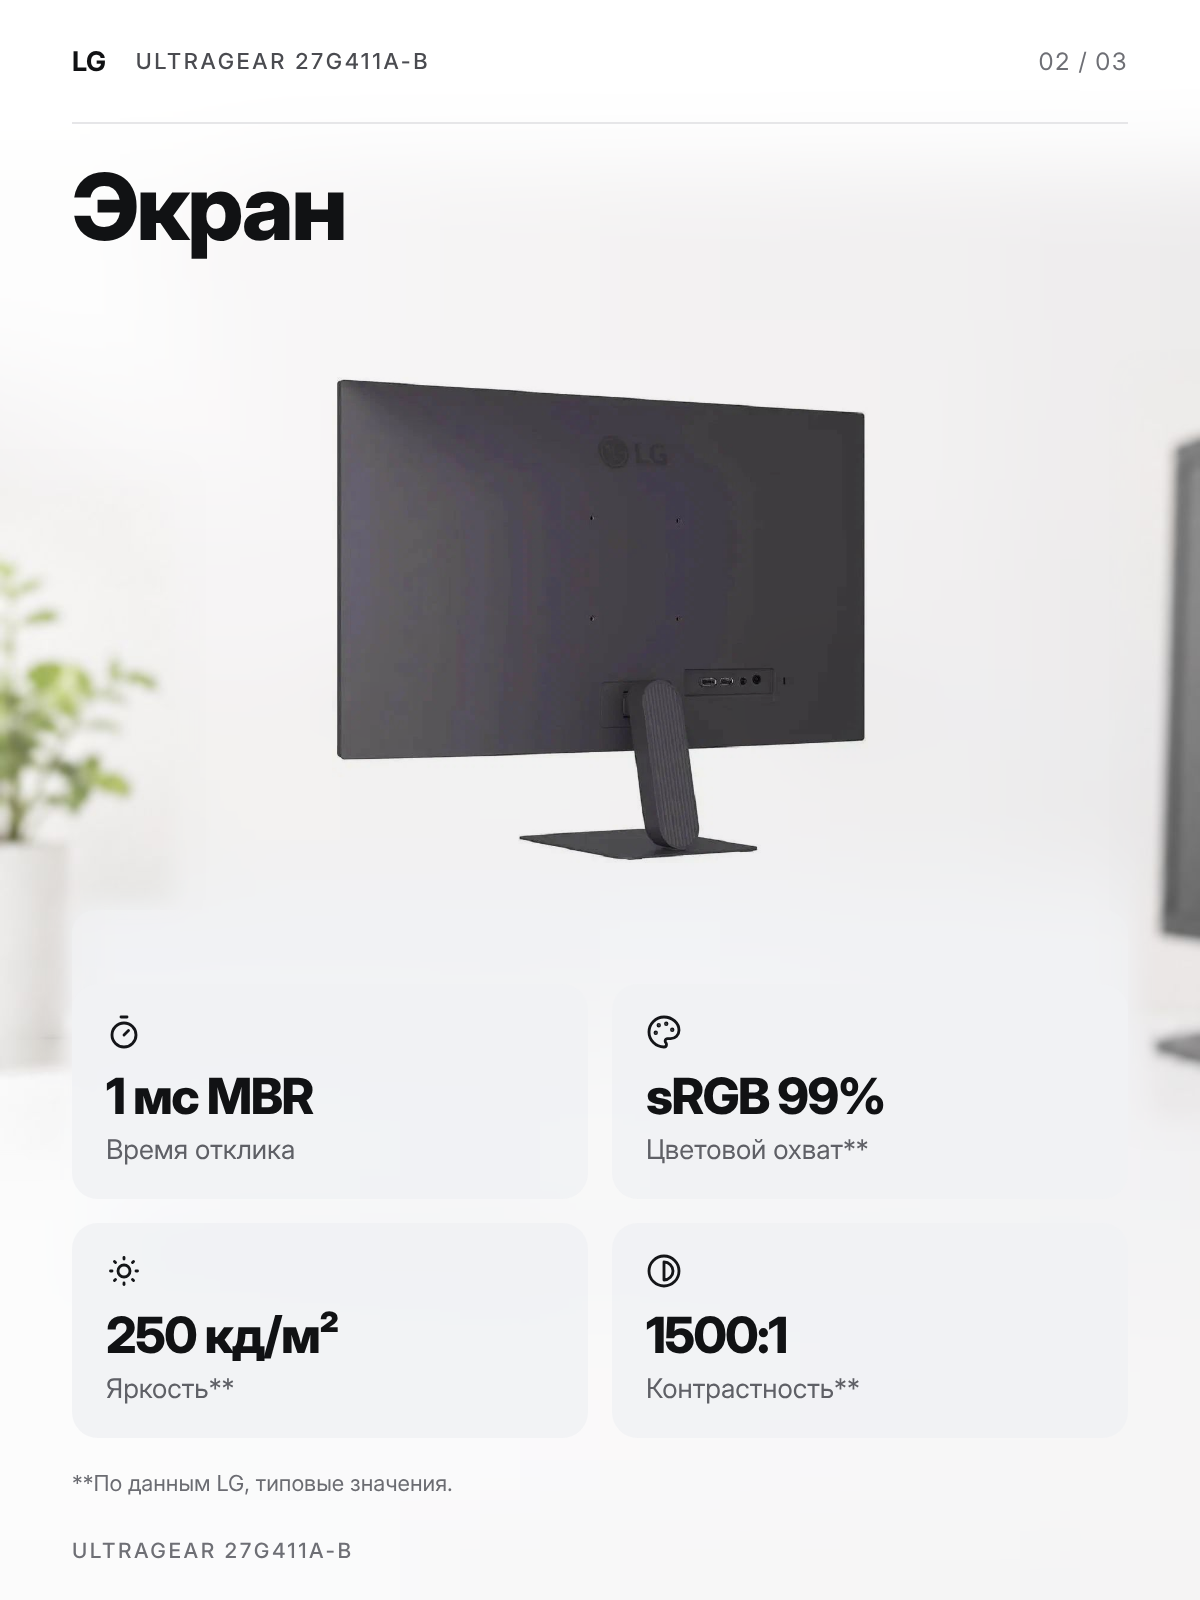 LG ULTRAGEAR 27G411A-B 02 / 03
Экран
LG
1 мс MBR
Время отклика
sRGB 99%
Цветовой охват**
250 кд/м²
Яркость**
1500:1
Контрастность**
**По данным LG, типовые значения.
ULTRAGEAR 27G411A-B